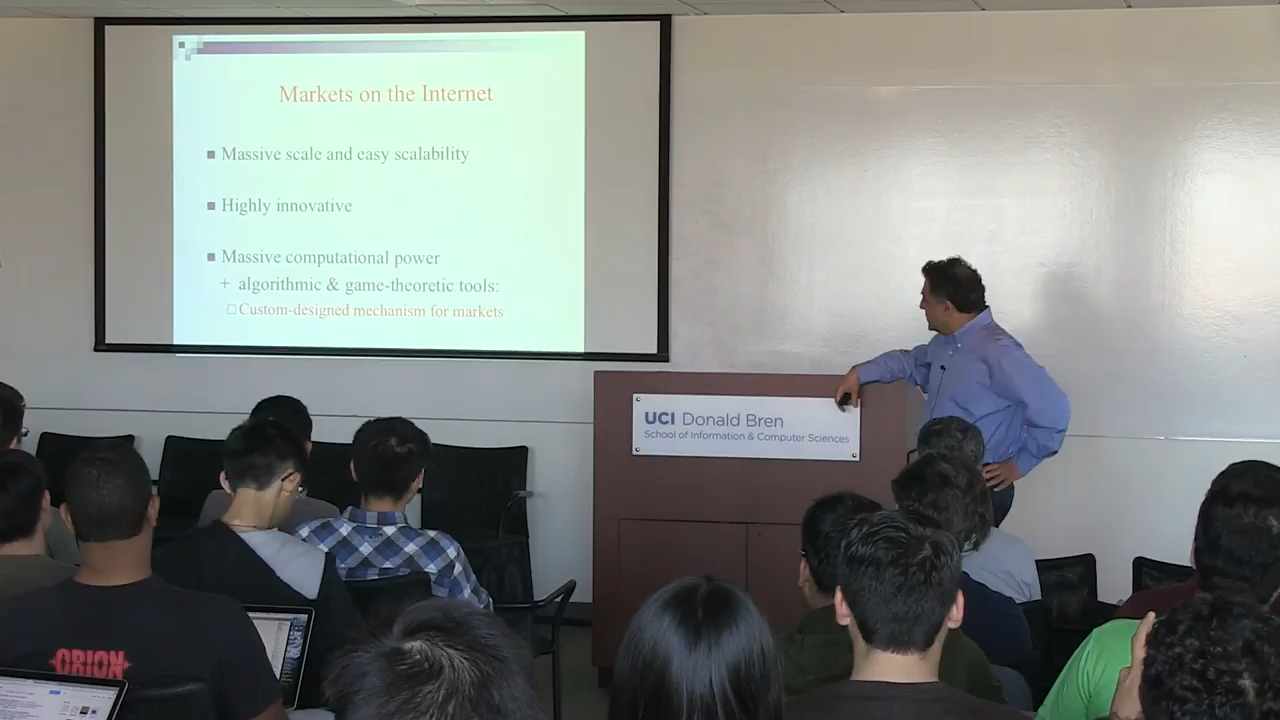 Markets on the Internet
Massive scale and easy scalability
Highly innovative
Massive computational power
+ algorithmic & game-theoretic tools:
Custom-designed mechanism for markets
UCI Donald Bren
School of Information & Computer Sciences
ORION